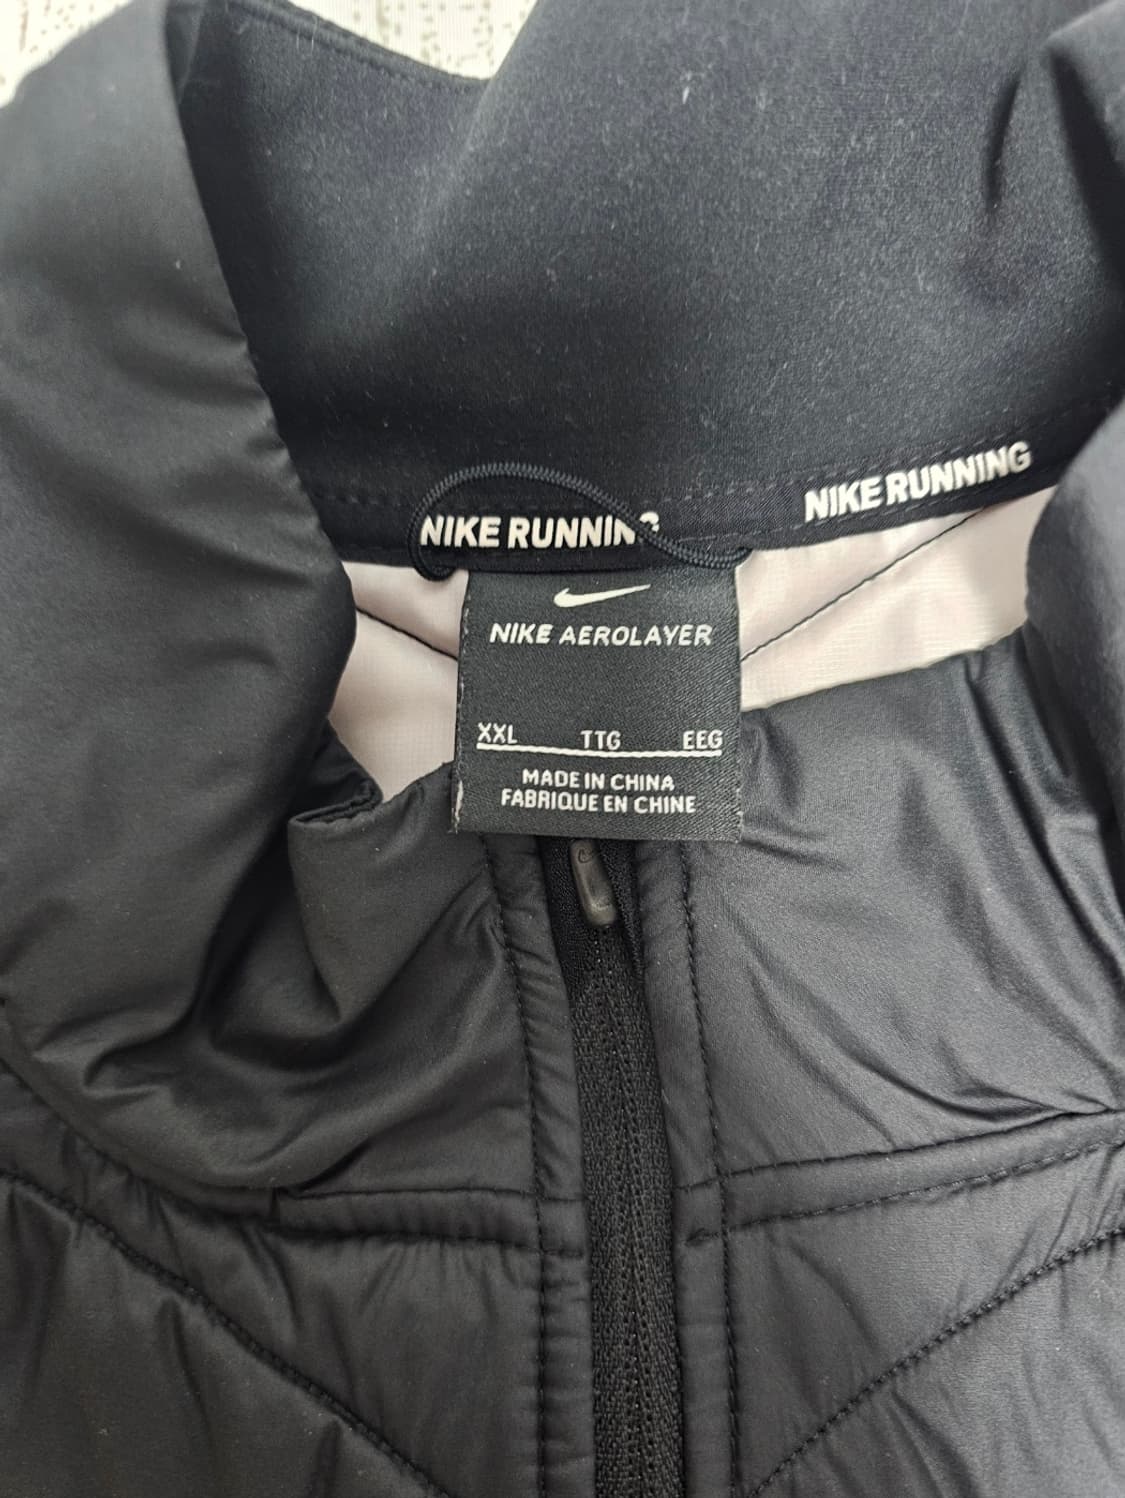 NIKE RUNNING
NIKE RUNNING
NIKE AEROLAYER
XXL TTG EEG
MADE IN CHINA
FABRIQUE EN CHINE